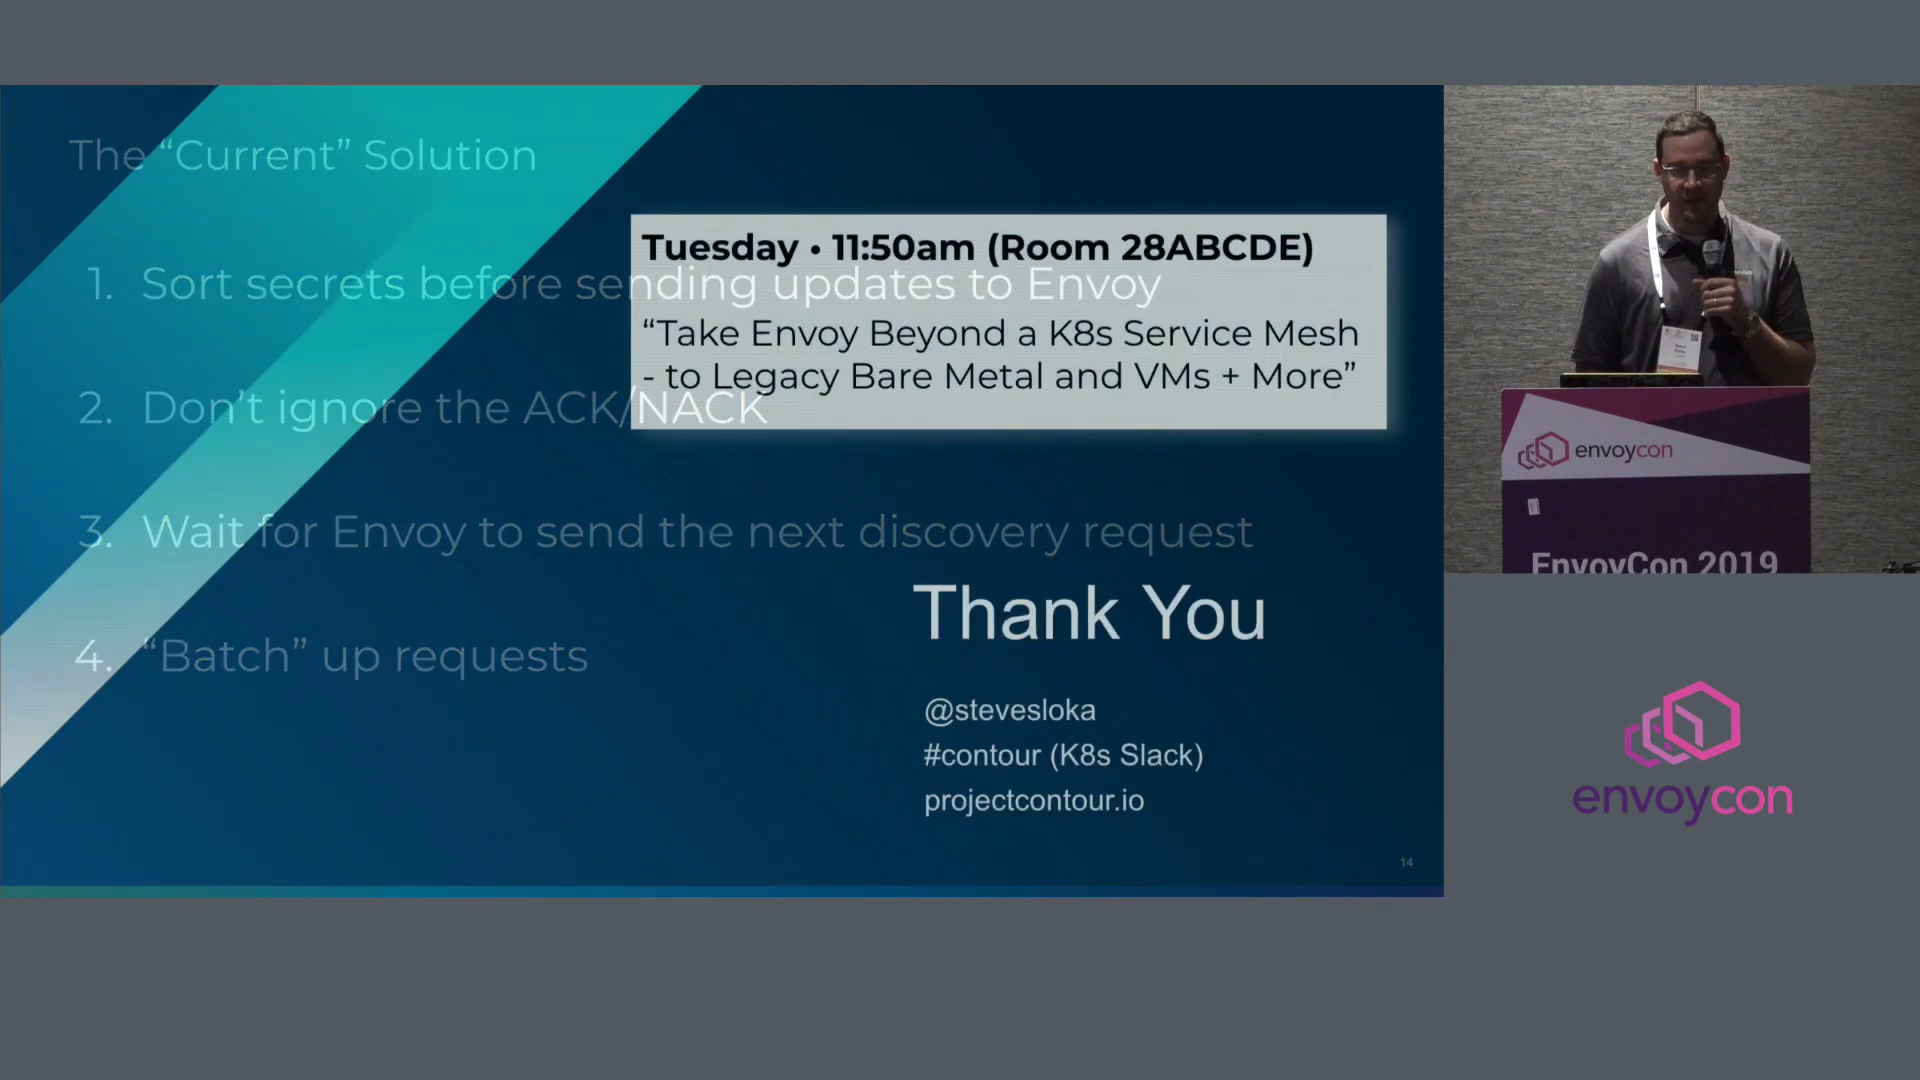 The “Current” Solution
1. Sort secrets before sending updates to Envoy
2. Don’t ignore the ACK/NACK
3. Wait for Envoy to send the next discovery request
4. “Batch” up requests
Tuesday • 11:50am (Room 28ABCDE)
“Take Envoy Beyond a K8s Service Mesh
- to Legacy Bare Metal and VMs + More”
Thank You
@stevesloka
#contour (K8s Slack)
projectcontour.io
14
envoycon
EnvoyCon 2019
envoycon